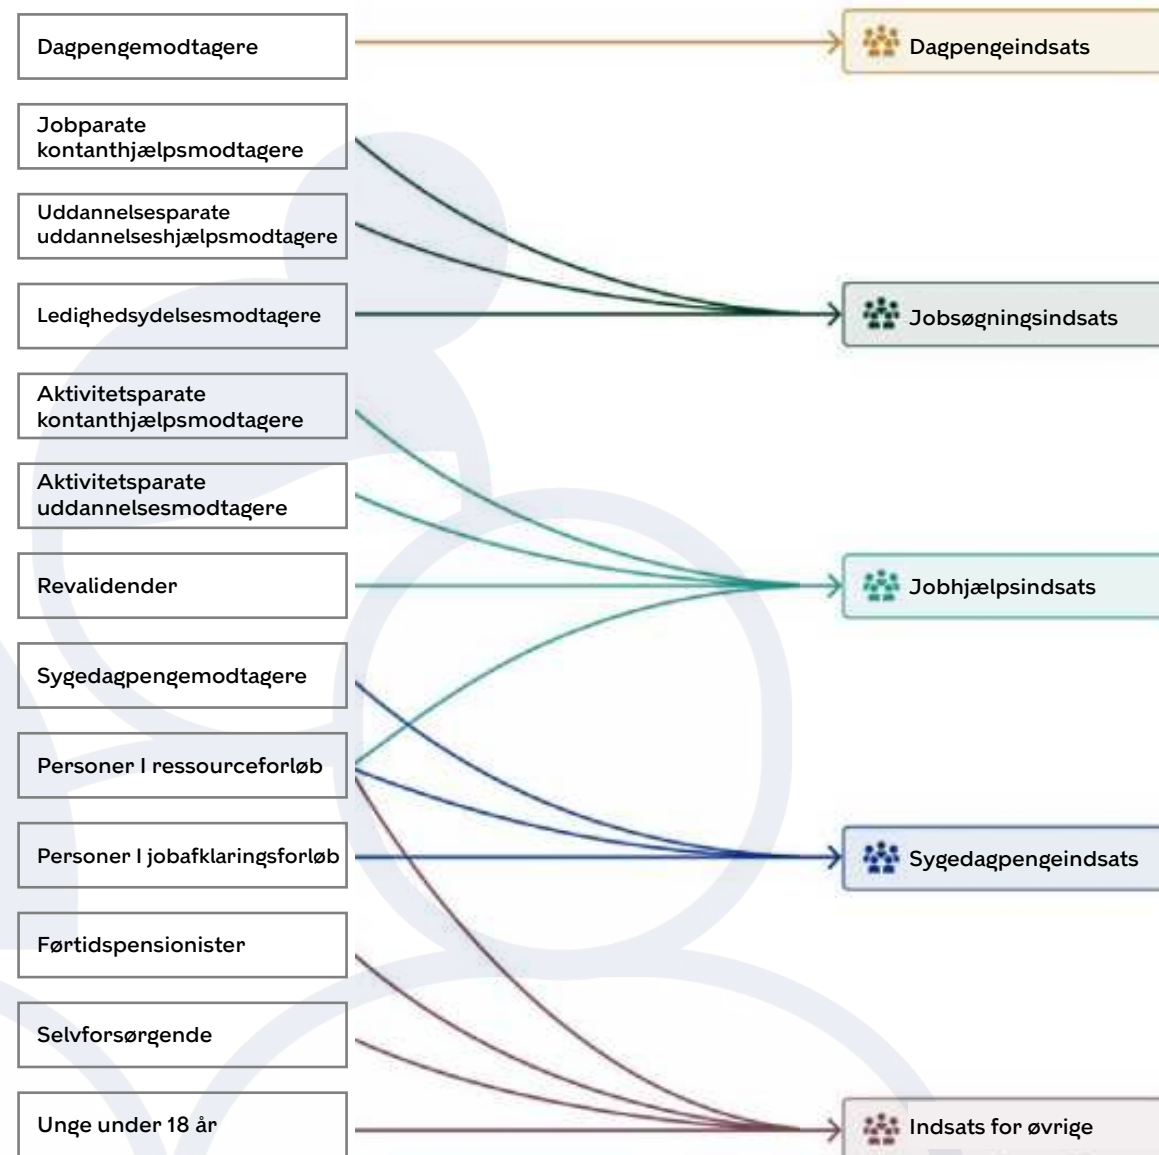 Dagpengemodtagere
Jobparate
kontanthjælpsmodtagere
Uddannelsesparate
uddannelseshjælpsmodtagere
Ledighedsydelsesmodtagere
Aktivitetsparate
kontanthjælpsmodtagere
Aktivitetsparate
uddannelsesmodtagere
Revalidender
Sygedagpengemodtagere
Personer I ressourceforløb
Personer I jobafklaringsforløb
Førtidspensionister
Selvforsørgende
Unge under 18 år
Dagpengeindsats
Jobsøgningsindsats
Jobhjælpsindsats
Sygedagpengeindsats
Indsats for øvrige